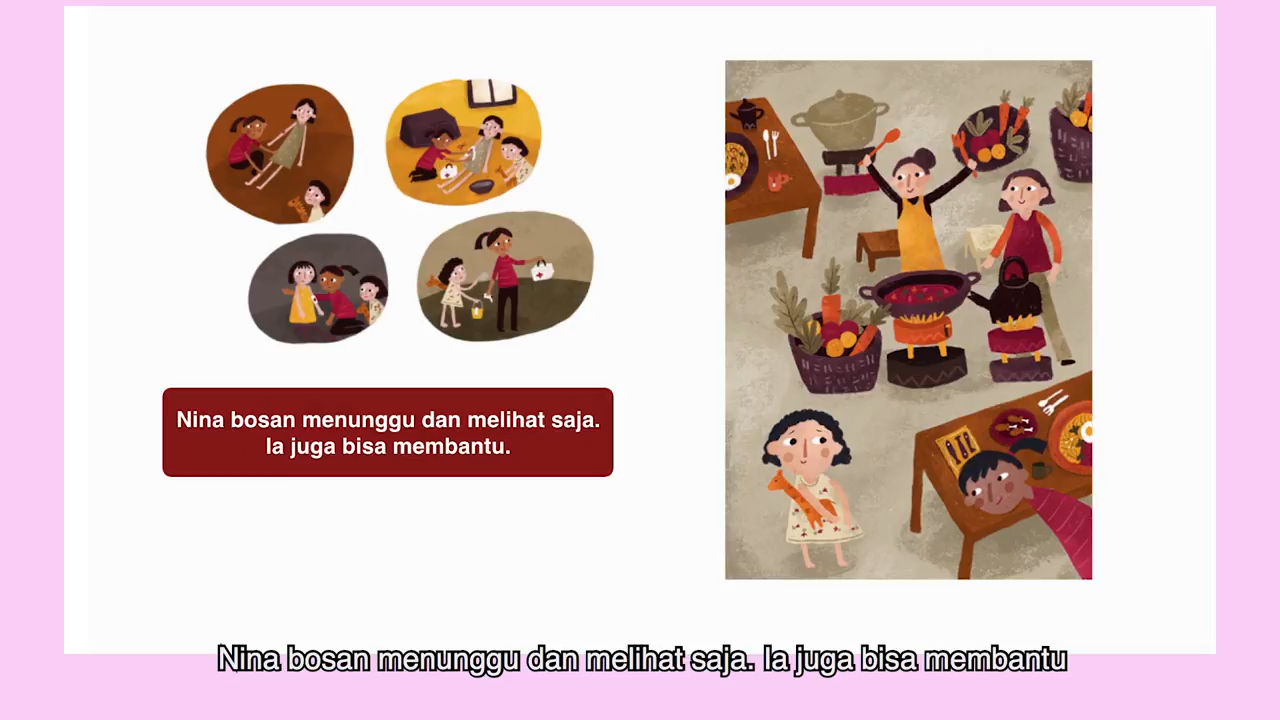 Nina bosan menunggu dan melihat saja.
Ia juga bisa membantu.
Nina bosan menunggu dan melihat saja. Ia juga bisa membantu